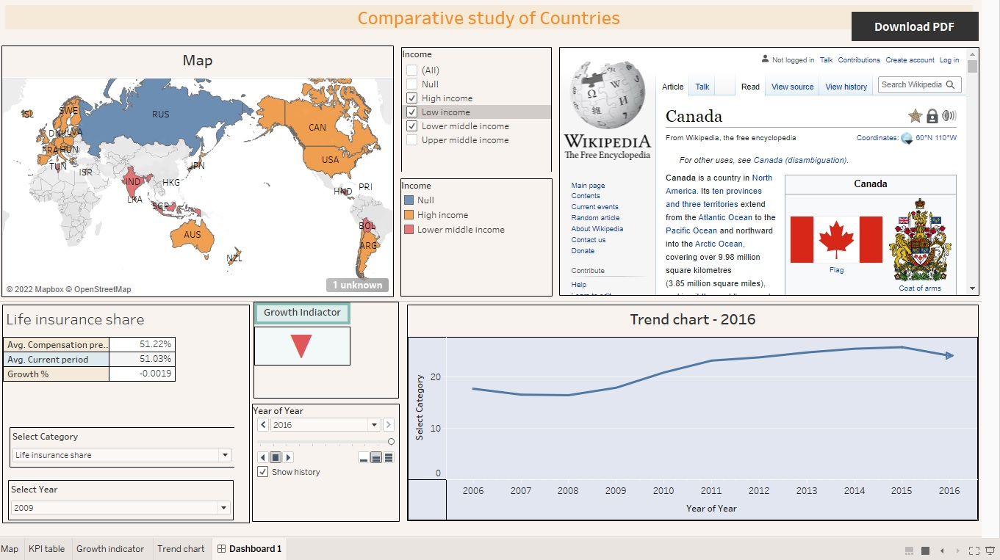 Comparative study of Countries
Download PDF
Map
ISL
SWE
RUS
DNK
LVA
FRA
HUN
TUN
ISR
JPN
IND
HKG
LKA
SGP
AUS
NZL
CAN
USA
HND
PRI
BOL
ARG
© 2022 Mapbox © OpenStreetMap
1 unknown
Income
(All)
Null
High income
Low income
Lower middle income
Upper middle income
Income
Null
High income
Lower middle income
WIKIPEDIA
The Free Encyclopedia
Main page
Contents
Current events
Random article
About Wikipedia
Contact us
Donate
Contribute
Help
Learn to edit
Not logged in Talk Contributions Create account Log in
Article Talk Read View source View history Search Wikipedia
Canada
From Wikipedia, the free encyclopedia
Coordinates: 60°N 110°W
For other uses, see Canada (disambiguation).
Canada is a country in North
America. Its ten provinces
and three territories extend
from the Atlantic Ocean to the
Pacific Ocean and northward
into the Arctic Ocean,
covering over 9.98 million
square kilometres
(3.85 million square miles),
Canada
Flag
Coat of arms
Life insurance share
Avg. Compensation pre.. 51.22%
Avg. Current period 51.03%
Growth % -0.0019
Select Category
Life insurance share
Select Year
2009
Growth Indiactor
Year of Year
2016
Show history
Trend chart - 2016
Select Category
20
10
0
2006 2007 2008 2009 2010 2011 2012 2013 2014 2015 2016
Year of Year
Map KPI table Growth indicator Trend chart Dashboard 1